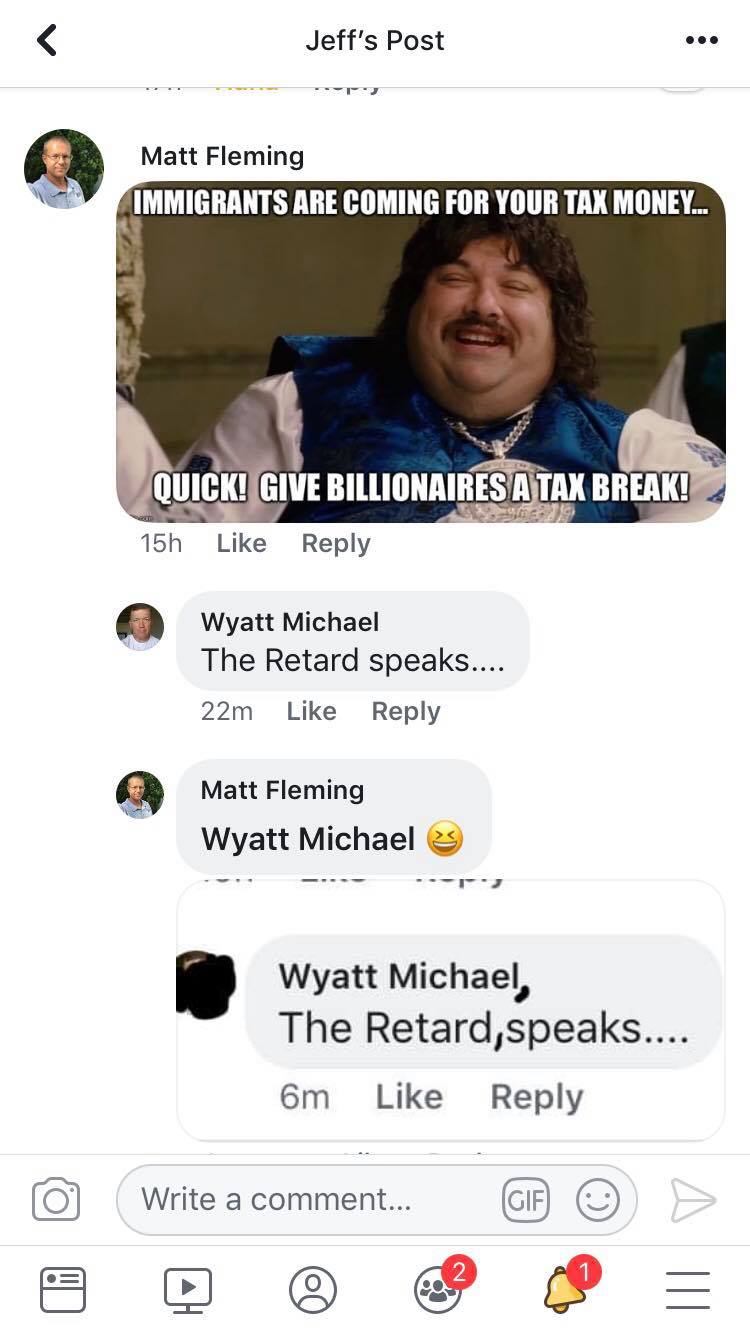 Jeff's Post
Matt Fleming
IMMIGRANTS ARE COMING FOR YOUR TAX MONEY...
QUICK! GIVE BILLIONAIRES A TAX BREAK!
15h Like Reply
Wyatt Michael
The Retard speaks....
22m Like Reply
Matt Fleming
Wyatt Michael 😆
Wyatt Michael,
The Retard,speaks....
6m Like Reply
Write a comment... GIF
2 1